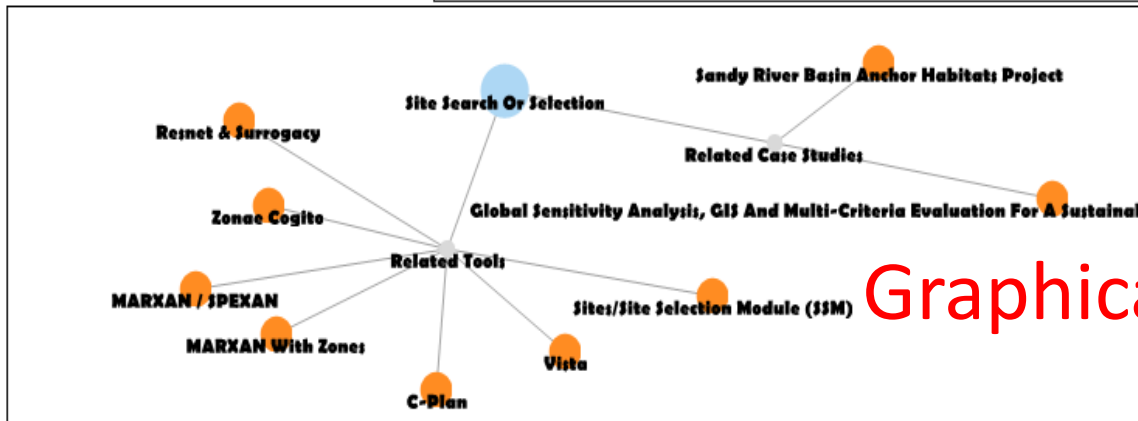 Sandy River Basin Anchor Habitats Project
Site Search Or Selection
Resnet & Surrogacy
Related Case Studies
Zonae Cogito
Global Sensitivity Analysis, GIS And Multi-Criteria Evaluation For A
Related Tools
MARXAN / SPEXAN
Sites/Site Selection Module (SSM)
MARXAN With Zones
Vista
C-Plan